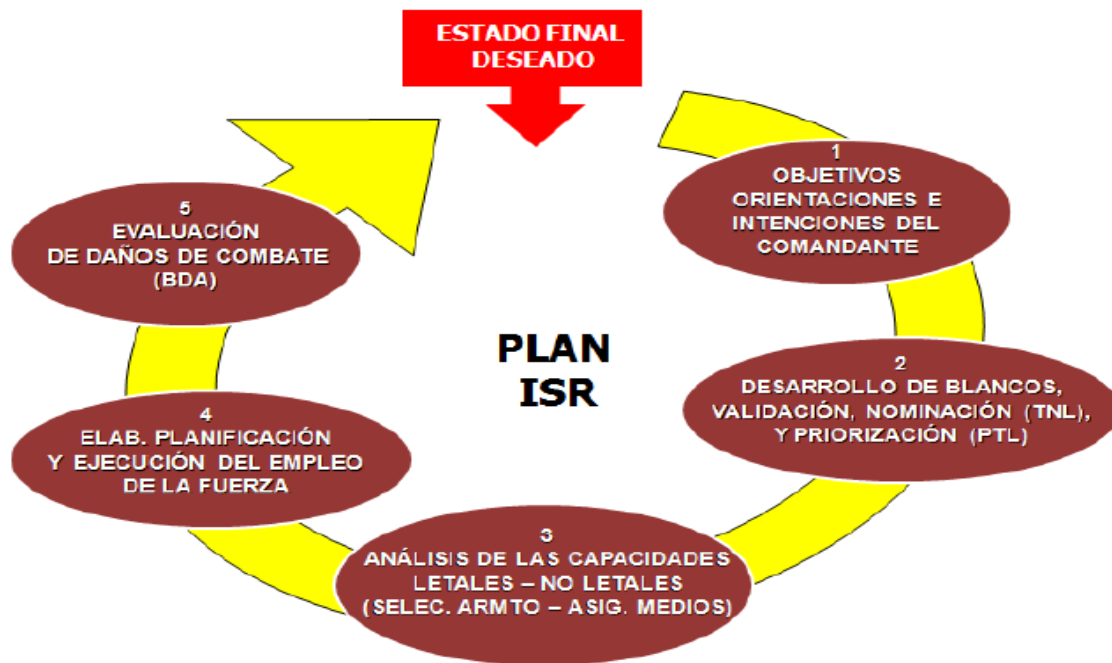 ESTADO FINAL
DESEADO
1
OBJETIVOS
ORIENTACIONES E
INTENCIONES DEL
COMANDANTE
2
DESARROLLO DE BLANCOS,
VALIDACIÓN, NOMINACIÓN (TNL),
Y PRIORIZACIÓN (PTL)
3
ANÁLISIS DE LAS CAPACIDADES
LETALES – NO LETALES
(SELEC. ARMTO – ASIG. MEDIOS)
4
ELAB. PLANIFICACIÓN
Y EJECUCIÓN DEL EMPLEO
DE LA FUERZA
5
EVALUACIÓN
DE DAÑOS DE COMBATE
(BDA)
PLAN
ISR